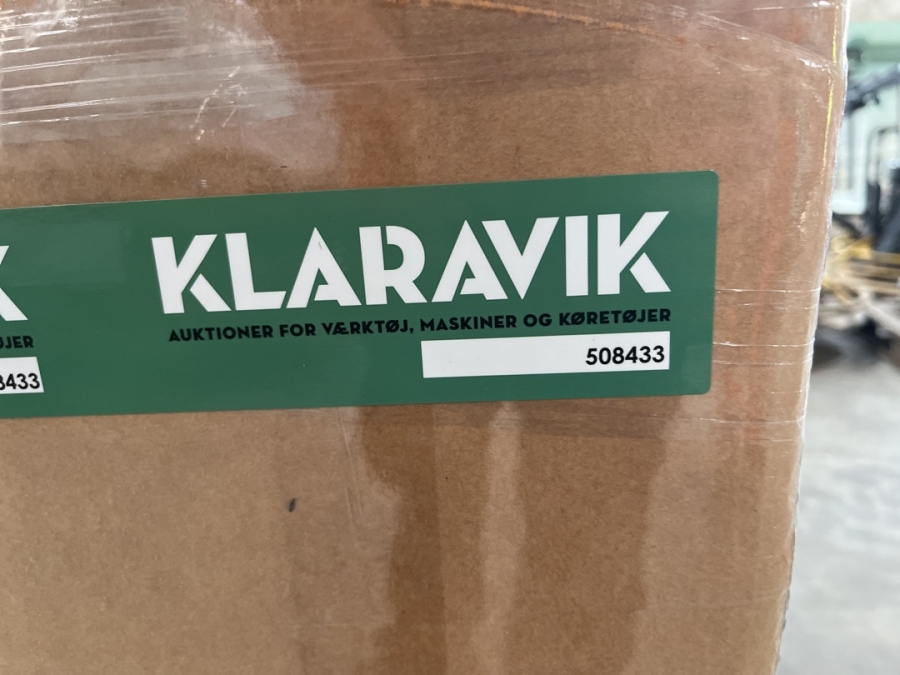 KLARAVIK
AUKTIONER FOR VÆRKTØJ, MASKINER OG KØRETØJER
508433